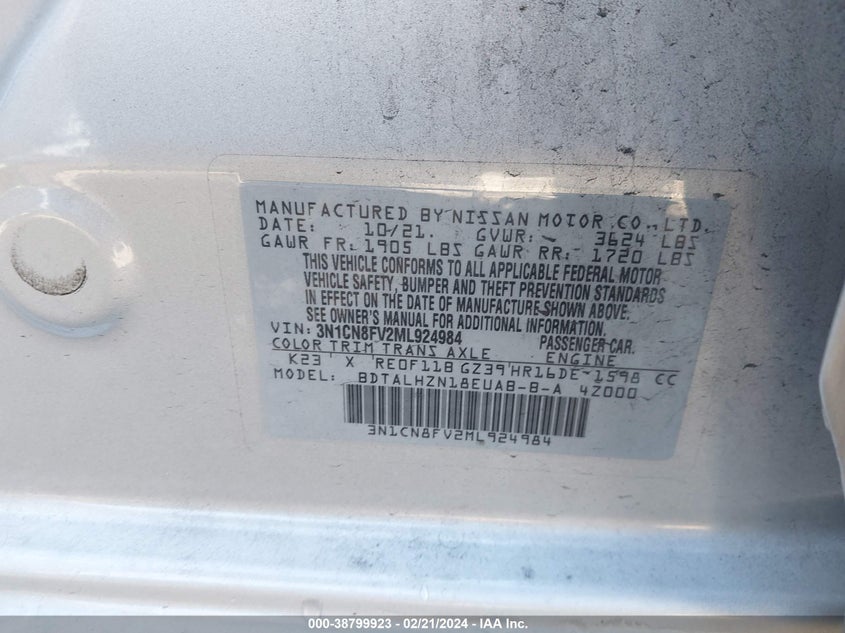 MANUFACTURED BY NISSAN MOTOR CO., LTD.
DATE: 10/21. GVWR: - 3624 LBS
GAWR FR: 1905 LBS GAWR RR: 1720 LBS
THIS VEHICLE CONFORMS TO ALL APPLICABLE FEDERAL MOTOR
VEHICLE SAFETY, BUMPER AND THEFT PREVENTION STANDARDS
IN EFFECT ON THE DATE OF MANUFACTURE SHOWN ABOVE.
SEE OWNER'S MANUAL FOR ADDITIONAL INFORMATION.
VIN: 3N1CN8FV2ML924984 PASSENGER CAR.
COLOR TRIM TRANS AXLE ENGINE
K23 ' X RE0F11B GZ39'HR16DE-1598 CC
MODEL: BDTALHZN18EUAB-B-A 4Z000
3N1CN8FV2ML924984
000-38799923 / 02/21/2024 / IAA Inc.